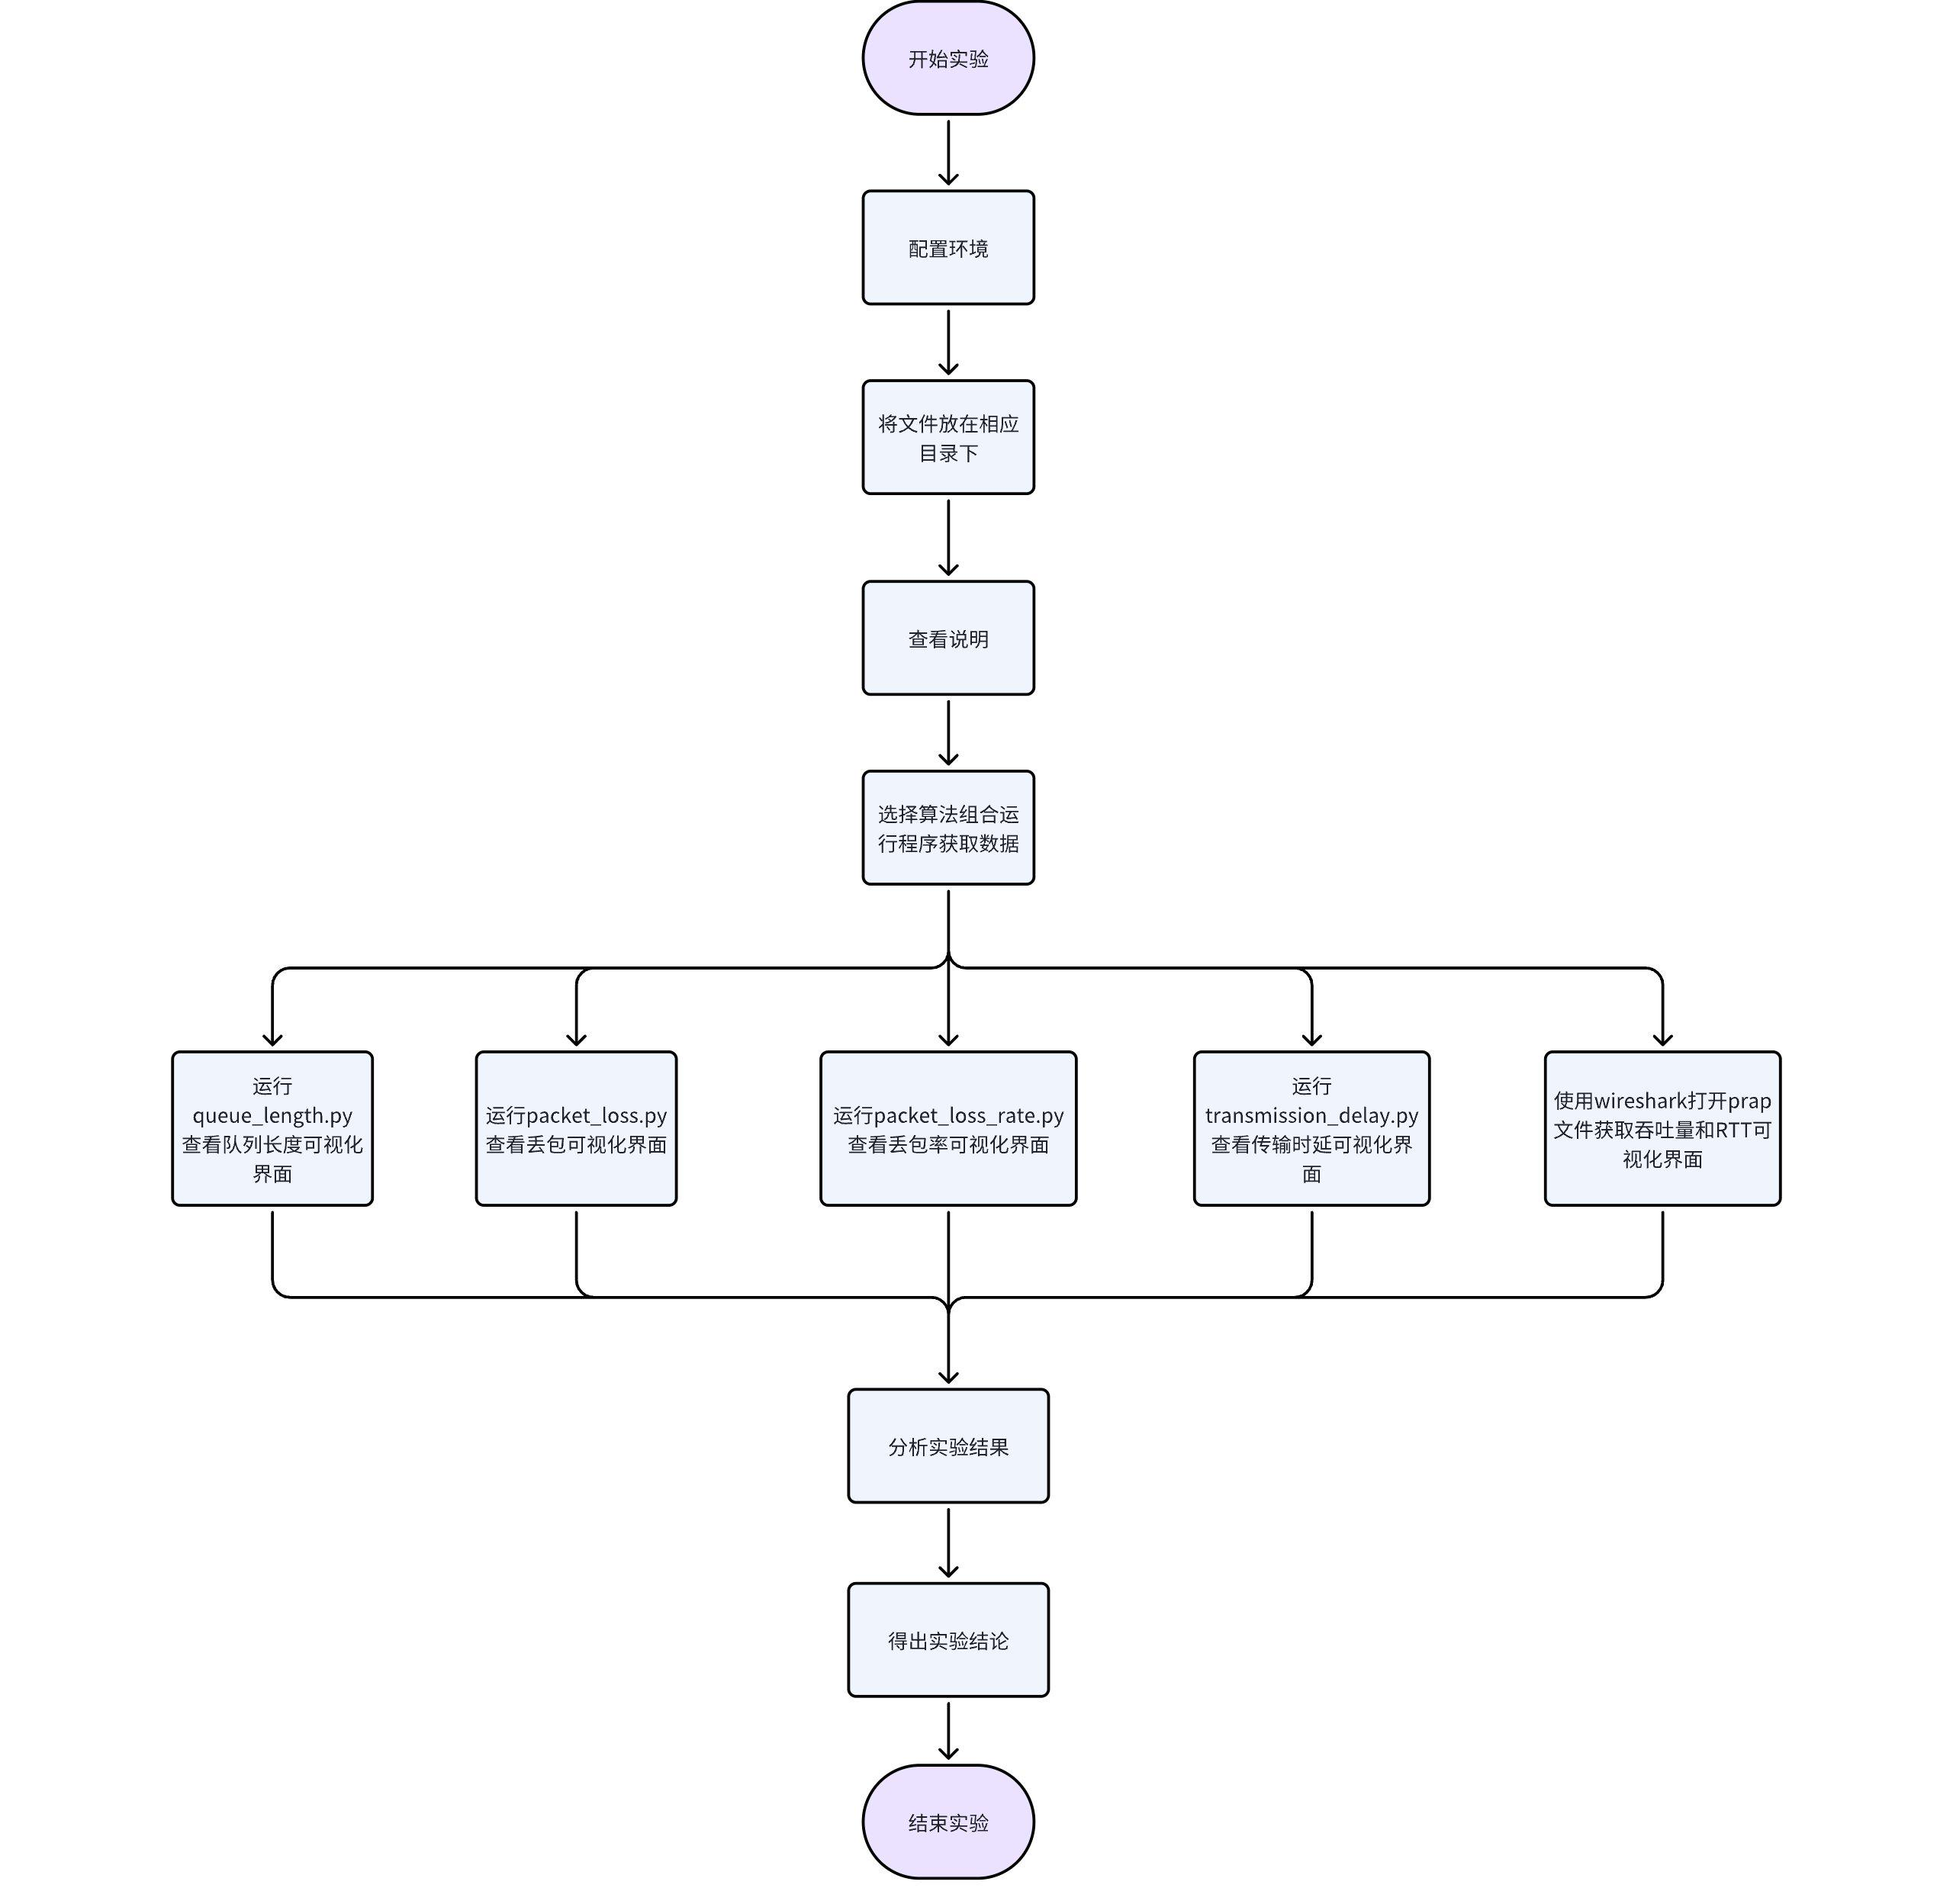 开始实验
配置环境
将文件放在相应
目录下
查看说明
选择算法组合运
行程序获取数据
运行
queue_length.py
查看队列长度可视化
界面
运行packet_loss.py
查看丢包可视化界面
运行packet_loss_rate.py
查看丢包率可视化界面
运行
transmission_delay.py
查看传输时延可视化界
面
使用wireshark打开prap
文件获取吞吐量和RTT可
视化界面
分析实验结果
得出实验结论
结束实验